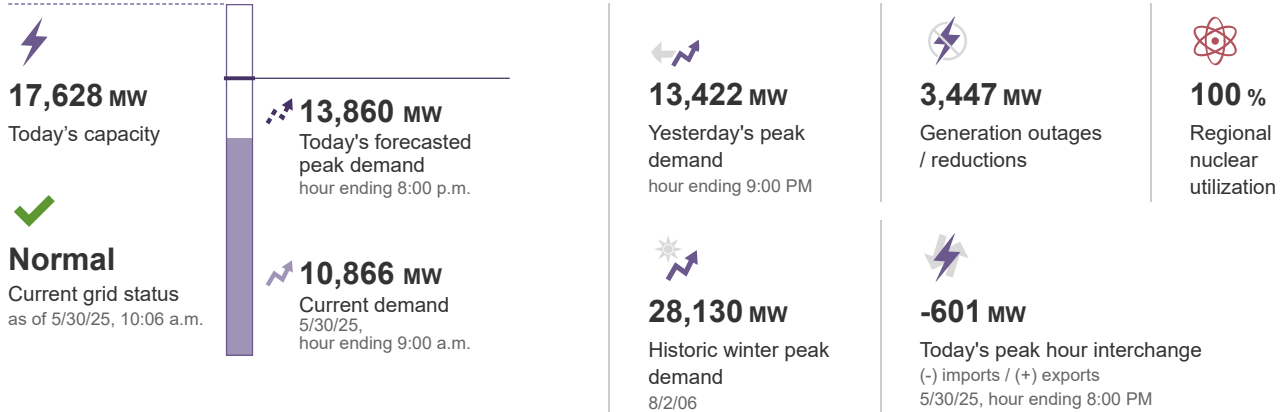 17,628 MW
Today's capacity
Normal
Current grid status
as of 5/30/25, 10:06 a.m.
13,860 MW
Today's forecasted
peak demand
hour ending 8:00 p.m.
10,866 MW
Current demand
5/30/25,
hour ending 9:00 a.m.
13,422 MW
Yesterday's peak
demand
hour ending 9:00 PM
3,447 MW
Generation outages
/ reductions
100 %
Regional
nuclear
utilization
28,130 MW
Historic winter peak
demand
8/2/06
-601 MW
Today's peak hour interchange
(-) imports / (+) exports
5/30/25, hour ending 8:00 PM